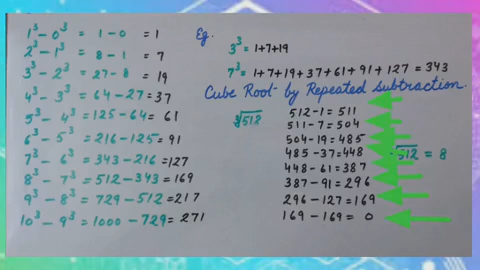 1³ - 0³ = 1 - 0 = 1
2³ - 1³ = 8 - 1 = 7
3³ - 2³ = 27 - 8 = 19
4³ - 3³ = 64 - 27 = 37
5³ - 4³ = 125 - 64 = 61
6³ - 5³ = 216 - 125 = 91
7³ - 6³ = 343 - 216 = 127
8³ - 7³ = 512 - 343 = 169
9³ - 8³ = 729 - 512 = 217
10³ - 9³ = 1000 - 729 = 271
Eg.
3³ = 1+7+19
7³ = 1+7+19+37+61+91+127 = 343
Cube Root - by Repeated Subtraction.
∛512
512 - 1 = 511
511 - 7 = 504
504 - 19 = 485
485 - 37 = 448
448 - 61 = 387
387 - 91 = 296
296 - 127 = 169
169 - 169 = 0
512 = 8